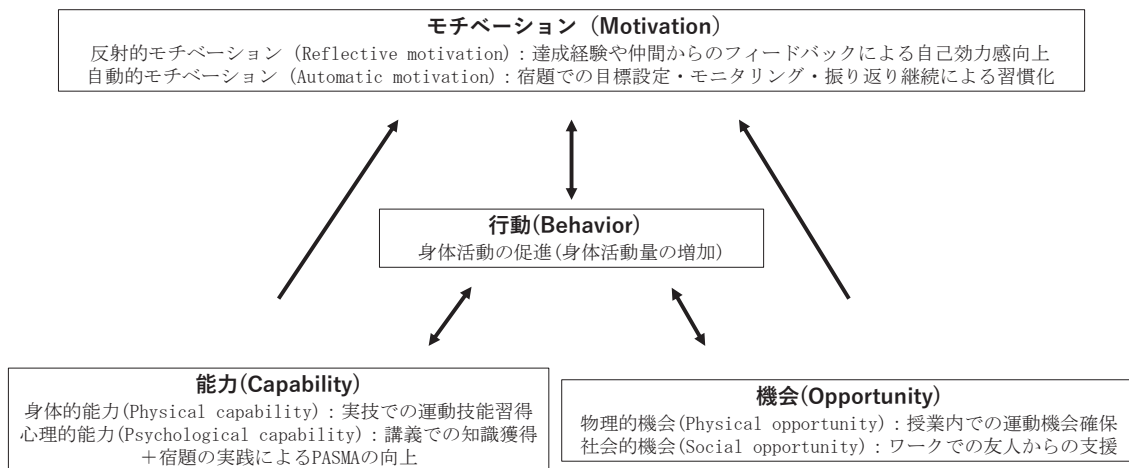 モチベーション(Motivation)
反射的モチベーション(Reflective motivation):達成経験や仲間からのフィードバックによる自己効力感向上
自動的モチベーション(Automatic motivation):宿題での目標設定・モニタリング・振り返り継続による習慣化
行動(Behavior)
身体活動の促進(身体活動量の増加)
能力(Capability)
身体的能力(Physical capability):実技での運動技能習得
心理的能力(Psychological capability):講義での知識獲得
+宿題の実践によるPASMAの向上
機会(Opportunity)
物理的機会(Physical opportunity):授業内での運動機会確保
社会的機会(Social opportunity):ワークでの友人からの支援